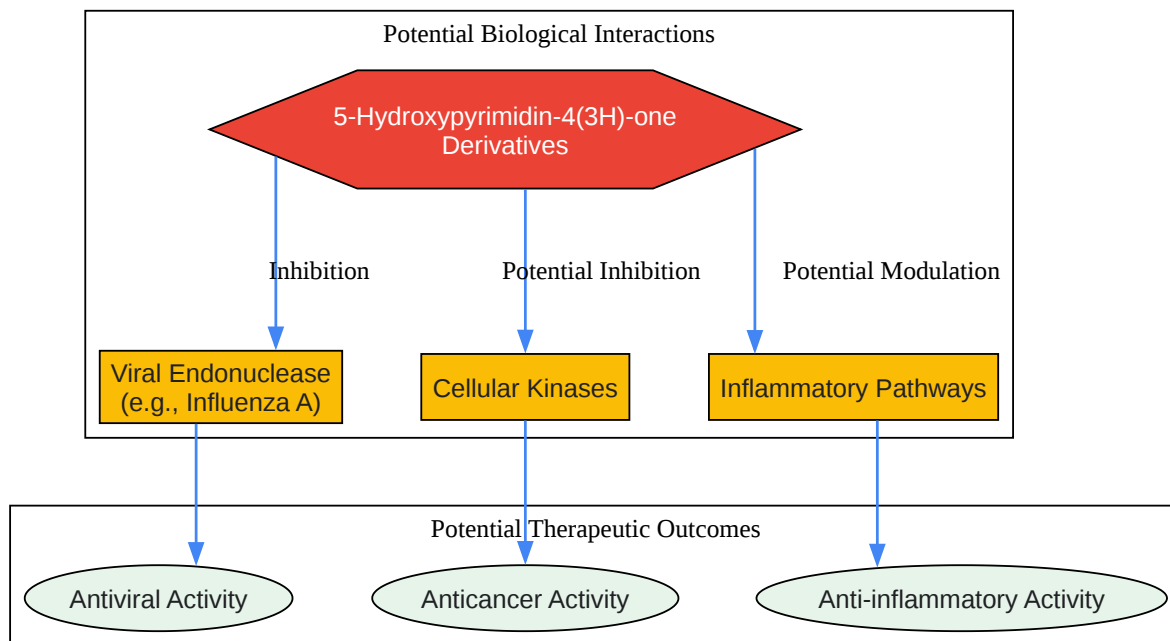 Potential Biological Interactions
5-Hydroxypyrimidin-4(3H)-one
Derivatives
Inhibition
Potential Inhibition
Potential Modulation
Viral Endonuclease
(e.g., Influenza A)
Cellular Kinases
Inflammatory Pathways
Potential Therapeutic Outcomes
Antiviral Activity
Anticancer Activity
Anti-inflammatory Activity